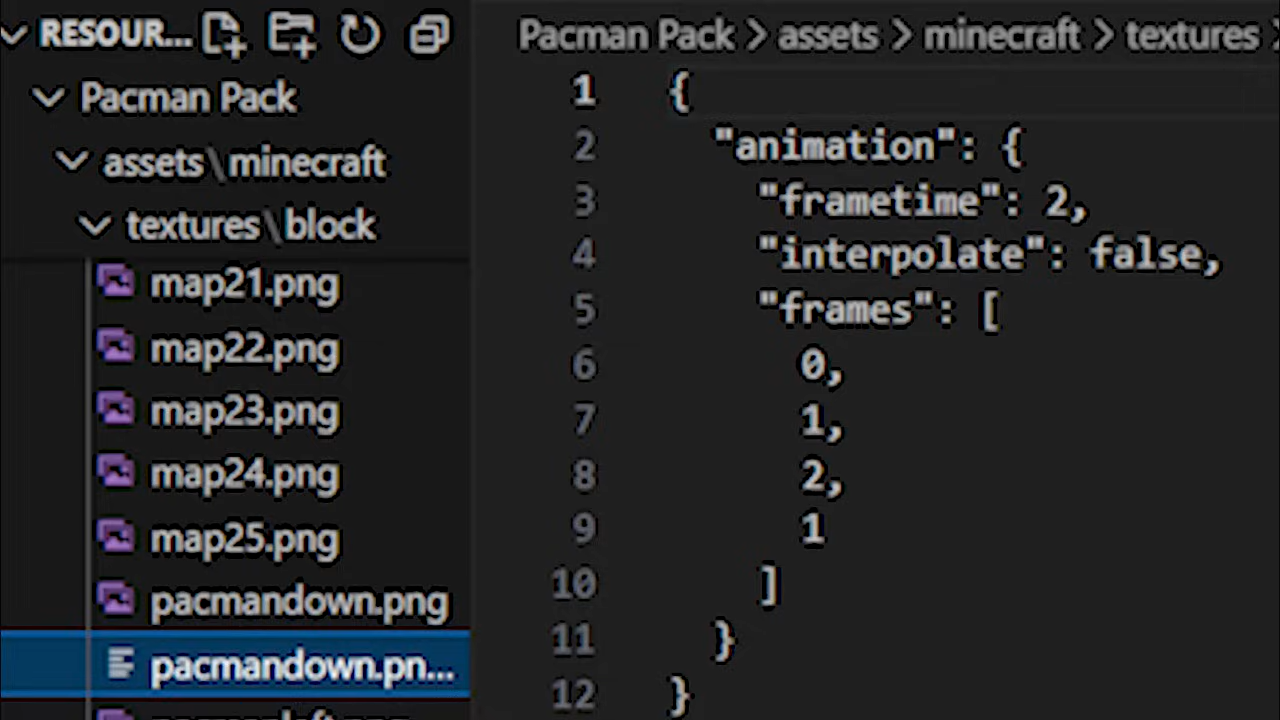 RESOUR...
Pacman Pack
assets\minecraft
textures\block
map21.png
map22.png
map23.png
map24.png
map25.png
pacmandown.png
pacmandown.pn...
Pacman Pack > assets > minecraft > textures >
1 {
2 "animation": {
3 "frametime": 2,
4 "interpolate": false,
5 "frames": [
6 0,
7 1,
8 2,
9 1
10 ]
11 }
12 }